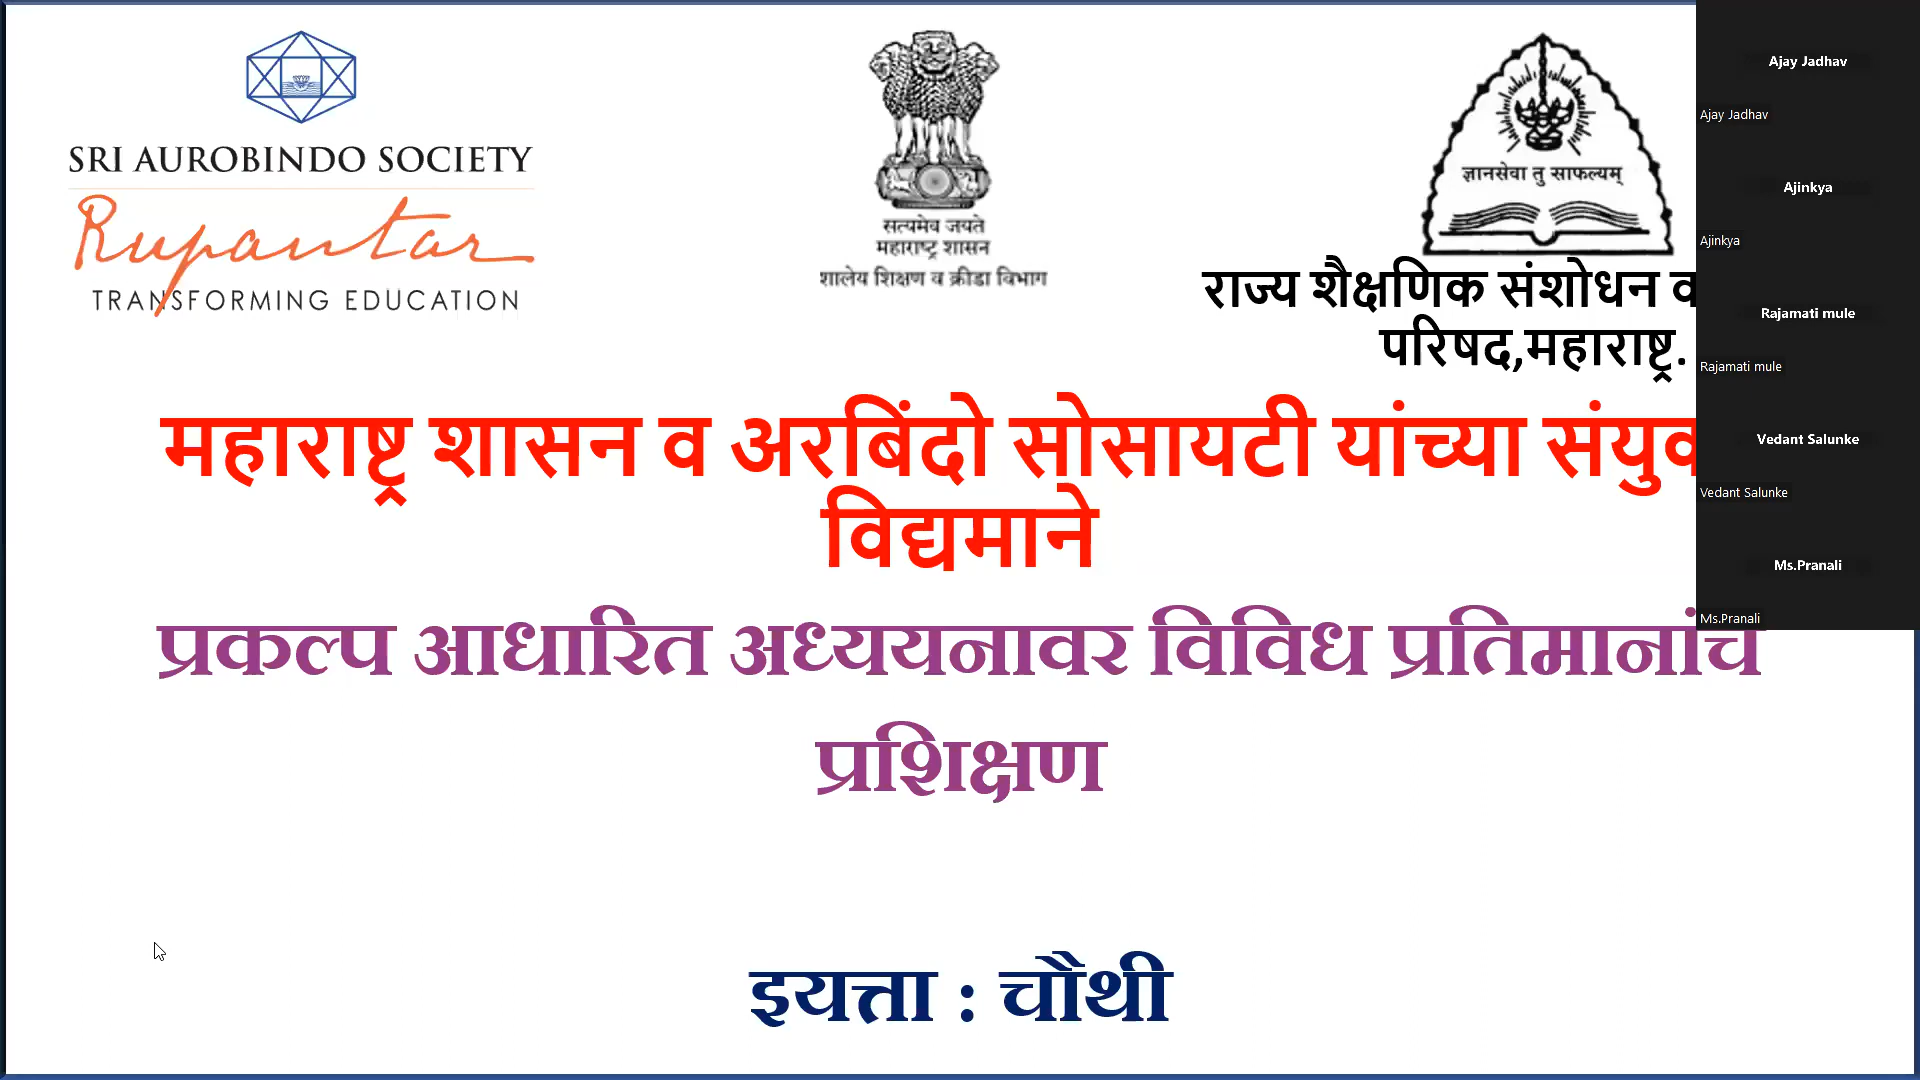 SRI AUROBINDO SOCIETY
Rupantar
TRANSFORMING EDUCATION
सत्यमेव जयते
महाराष्ट्र शासन
शालेय शिक्षण व क्रीडा विभाग
ज्ञानसेवा तु साफल्यम्
राज्य शैक्षणिक संशोधन व
परिषद,महाराष्ट्र.
महाराष्ट्र शासन व अरबिंदो सोसायटी यांच्या
विद्यमाने
प्रकल्प आधारित अध्ययनावर विविध
प्रशिक्षण
इयत्ता : चौथी
Ajay Jadhav
Ajay Jadhav
Ajinkya
Ajinkya
Rajamati mule
Rajamati mule
Vedant Salunke
Vedant Salunke
Ms.Pranali
Ms.Pranali